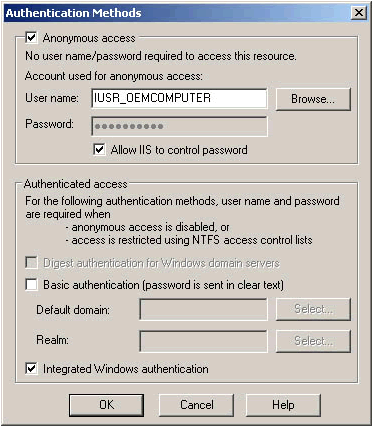 Authentication Methods
Anonymous access
No user name/password required to access this resource.
Account used for anonymous access:
User name: IUSR_OEMCOMPUTER Browse...
Password: ●●●●●●●●●●
Allow IIS to control password
Authenticated access
For the following authentication methods, user name and password
are required when
- anonymous access is disabled, or
- access is restricted using NTFS access control lists
Digest authentication for Windows domain servers
Basic authentication (password is sent in clear text)
Default domain: Select...
Realm: Select...
Integrated Windows authentication
OK Cancel Help